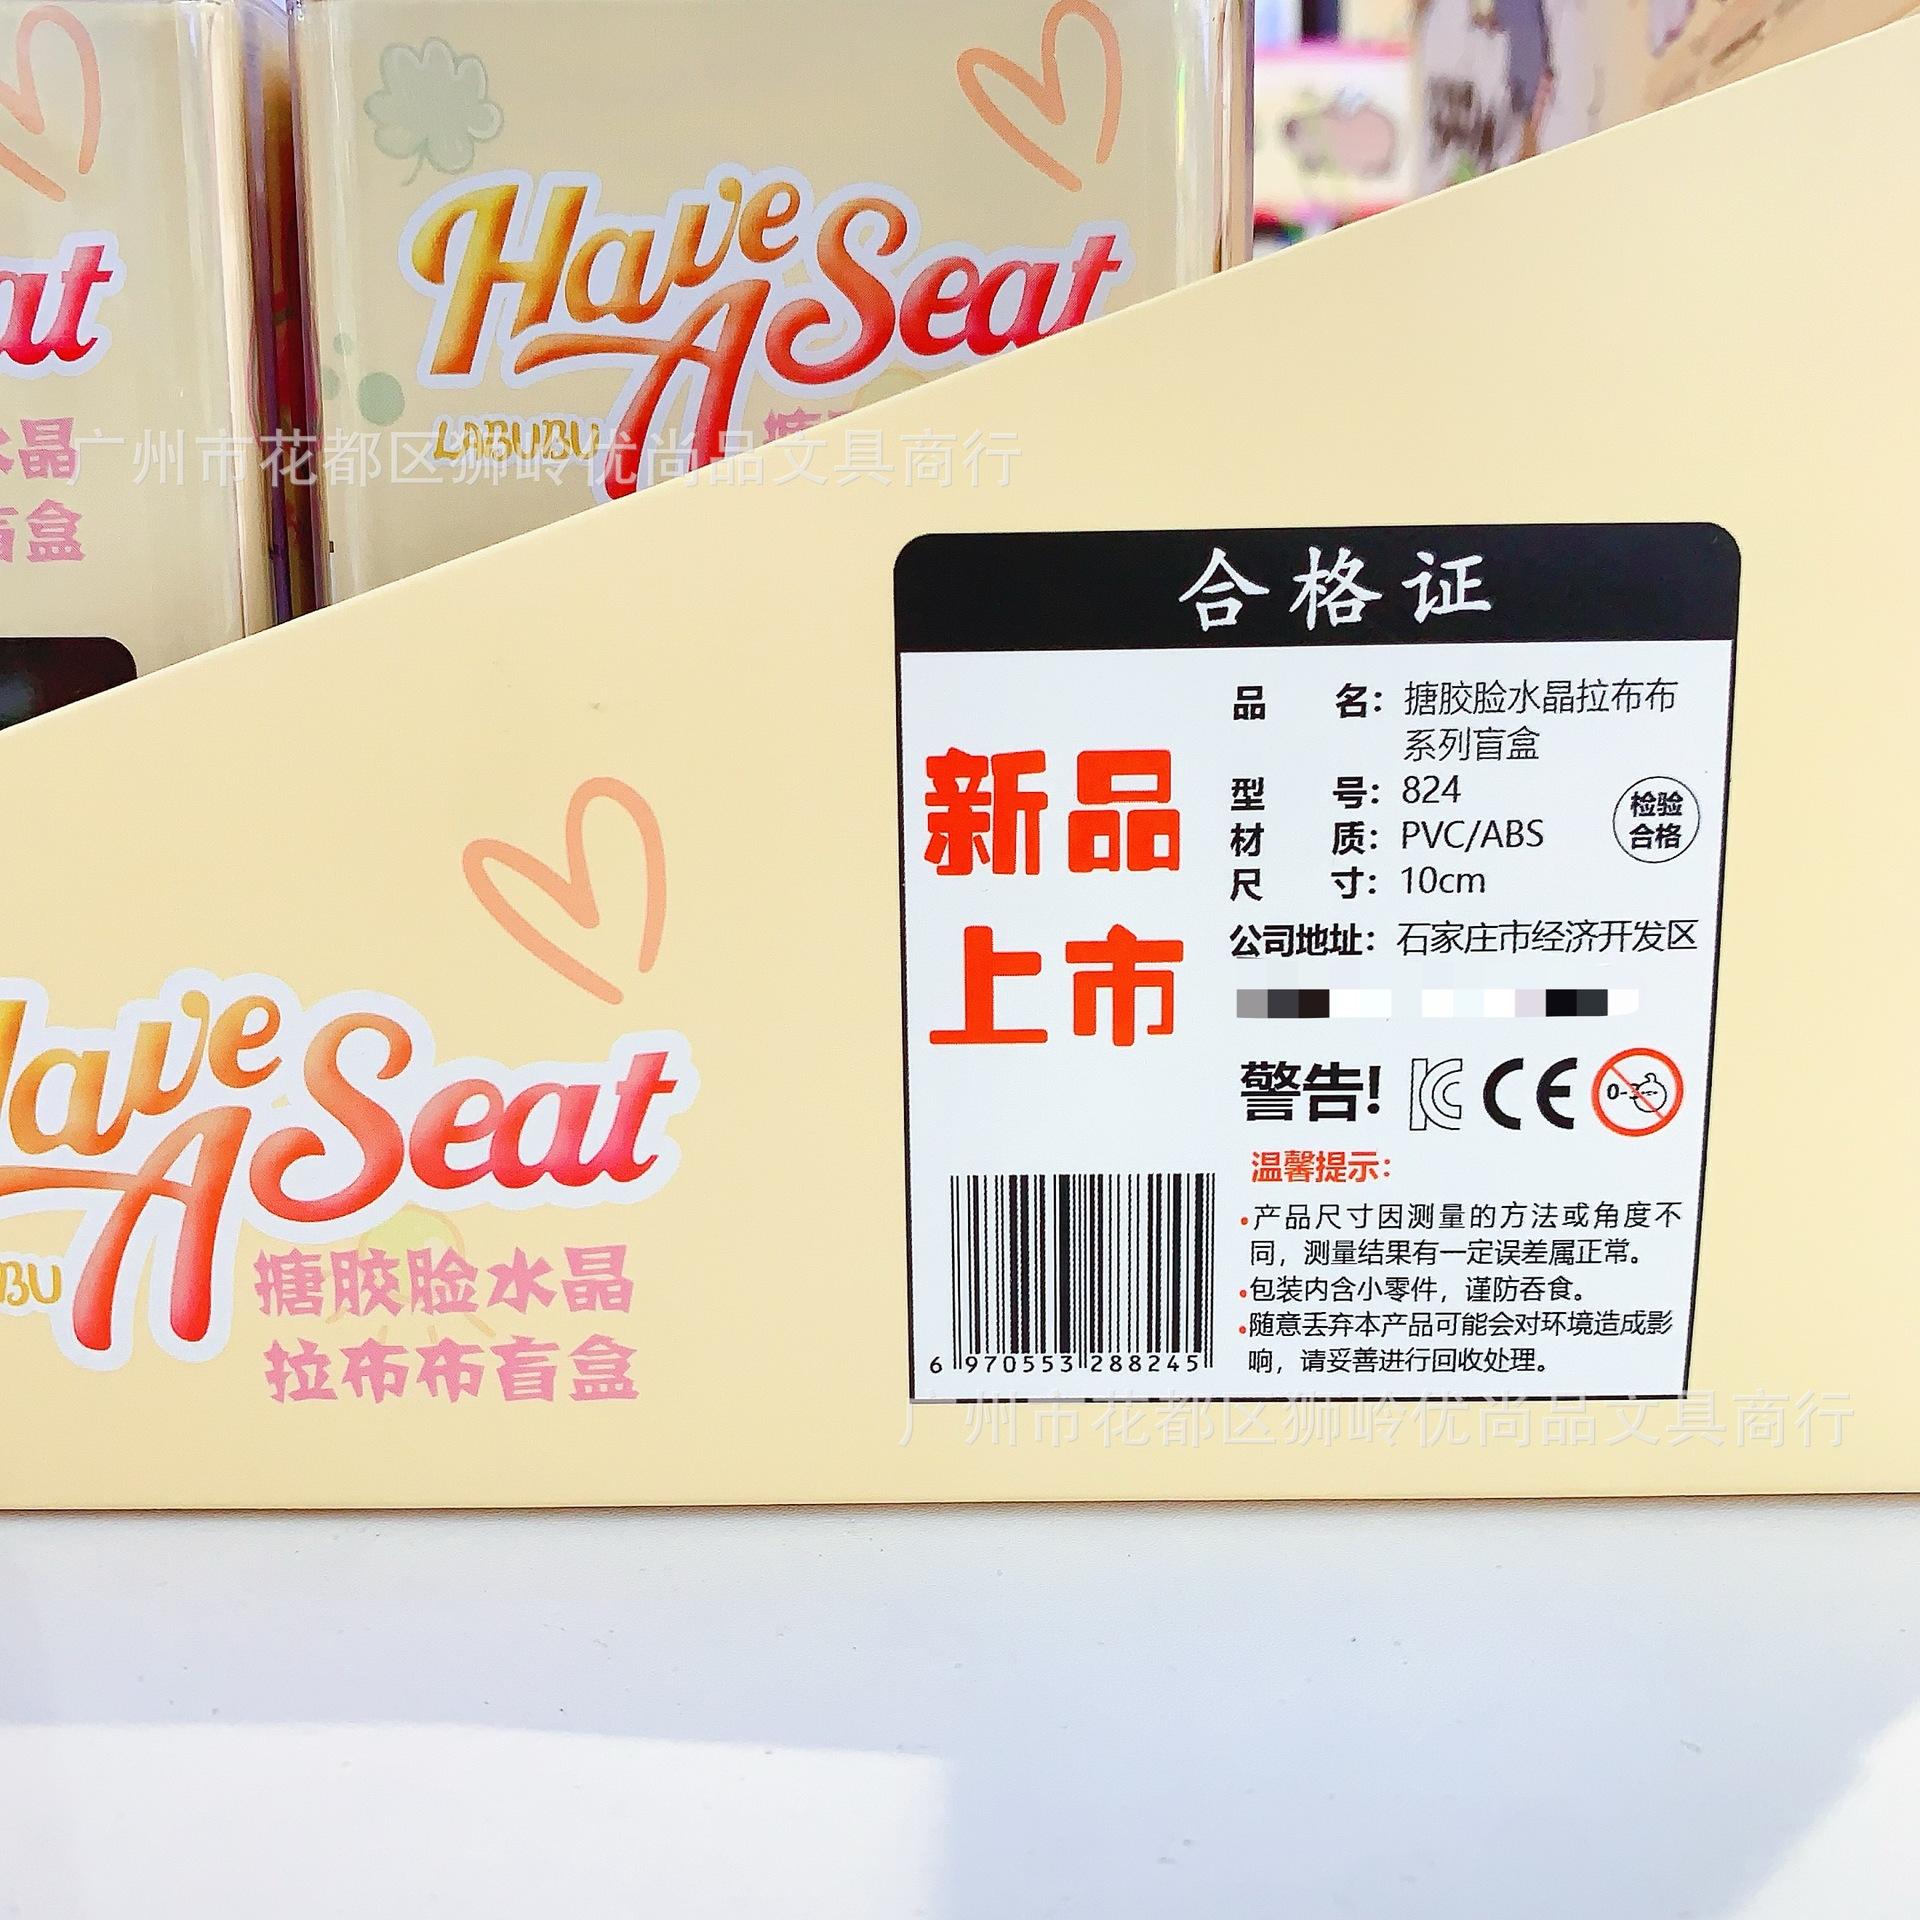 Have
A Seat
LABUBU
at
水晶
盲盒
广州市花都区狮岭优尚品文具商行
Have
A Seat
BU
搪胶脸水晶
拉布布盲盒
合格证
新品
上市
品 名：搪胶脸水晶拉布布
系列盲盒
型 号：824
材 质：PVC/ABS
尺 寸：10cm
检验
合格
公司地址：石家庄市经济开发区
警告! CE 0-3
温馨提示：
•产品尺寸因测量的方法或角度不
同，测量结果有一定误差属正常。
•包装内含小零件，谨防吞食。
•随意丢弃本产品可能会对环境造成影
响，请妥善进行回收处理。
6 970553 288245
广州市花都区狮岭优尚品文具商行